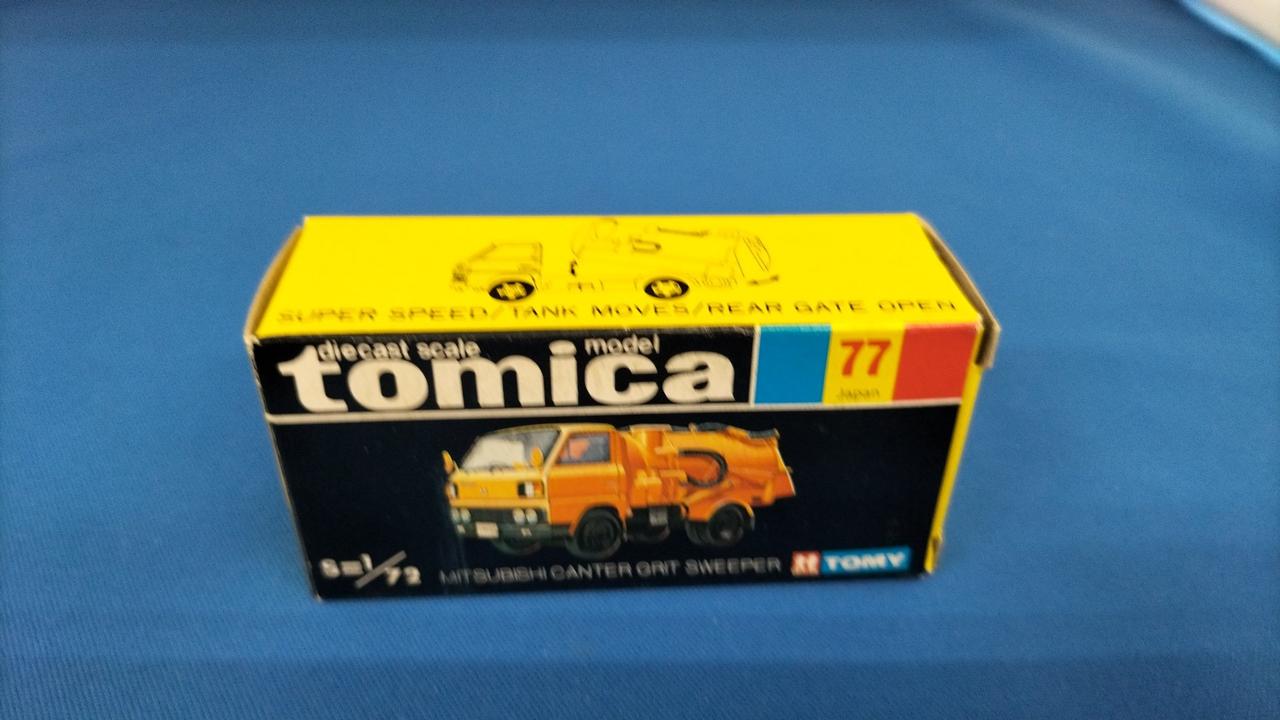 SUPER SPEED/TANK MOVES/REAR GATE OPEN
diecast scale model
tomica
77
Japan
S=1/72
MITSUBISHI CANTER GRIT SWEEPER
TOMY